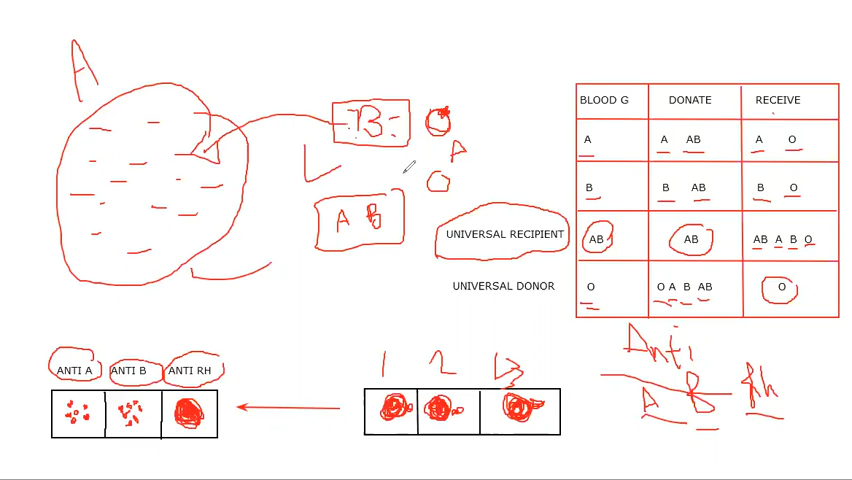 A
B
A
A B
BLOOD G DONATE RECEIVE
A A AB A O
B B AB B O
UNIVERSAL RECIPIENT AB AB AB A B O
UNIVERSAL DONOR O O A B AB O
Anti
A B Rh
ANTI A ANTI B ANTI RH
1 2 3